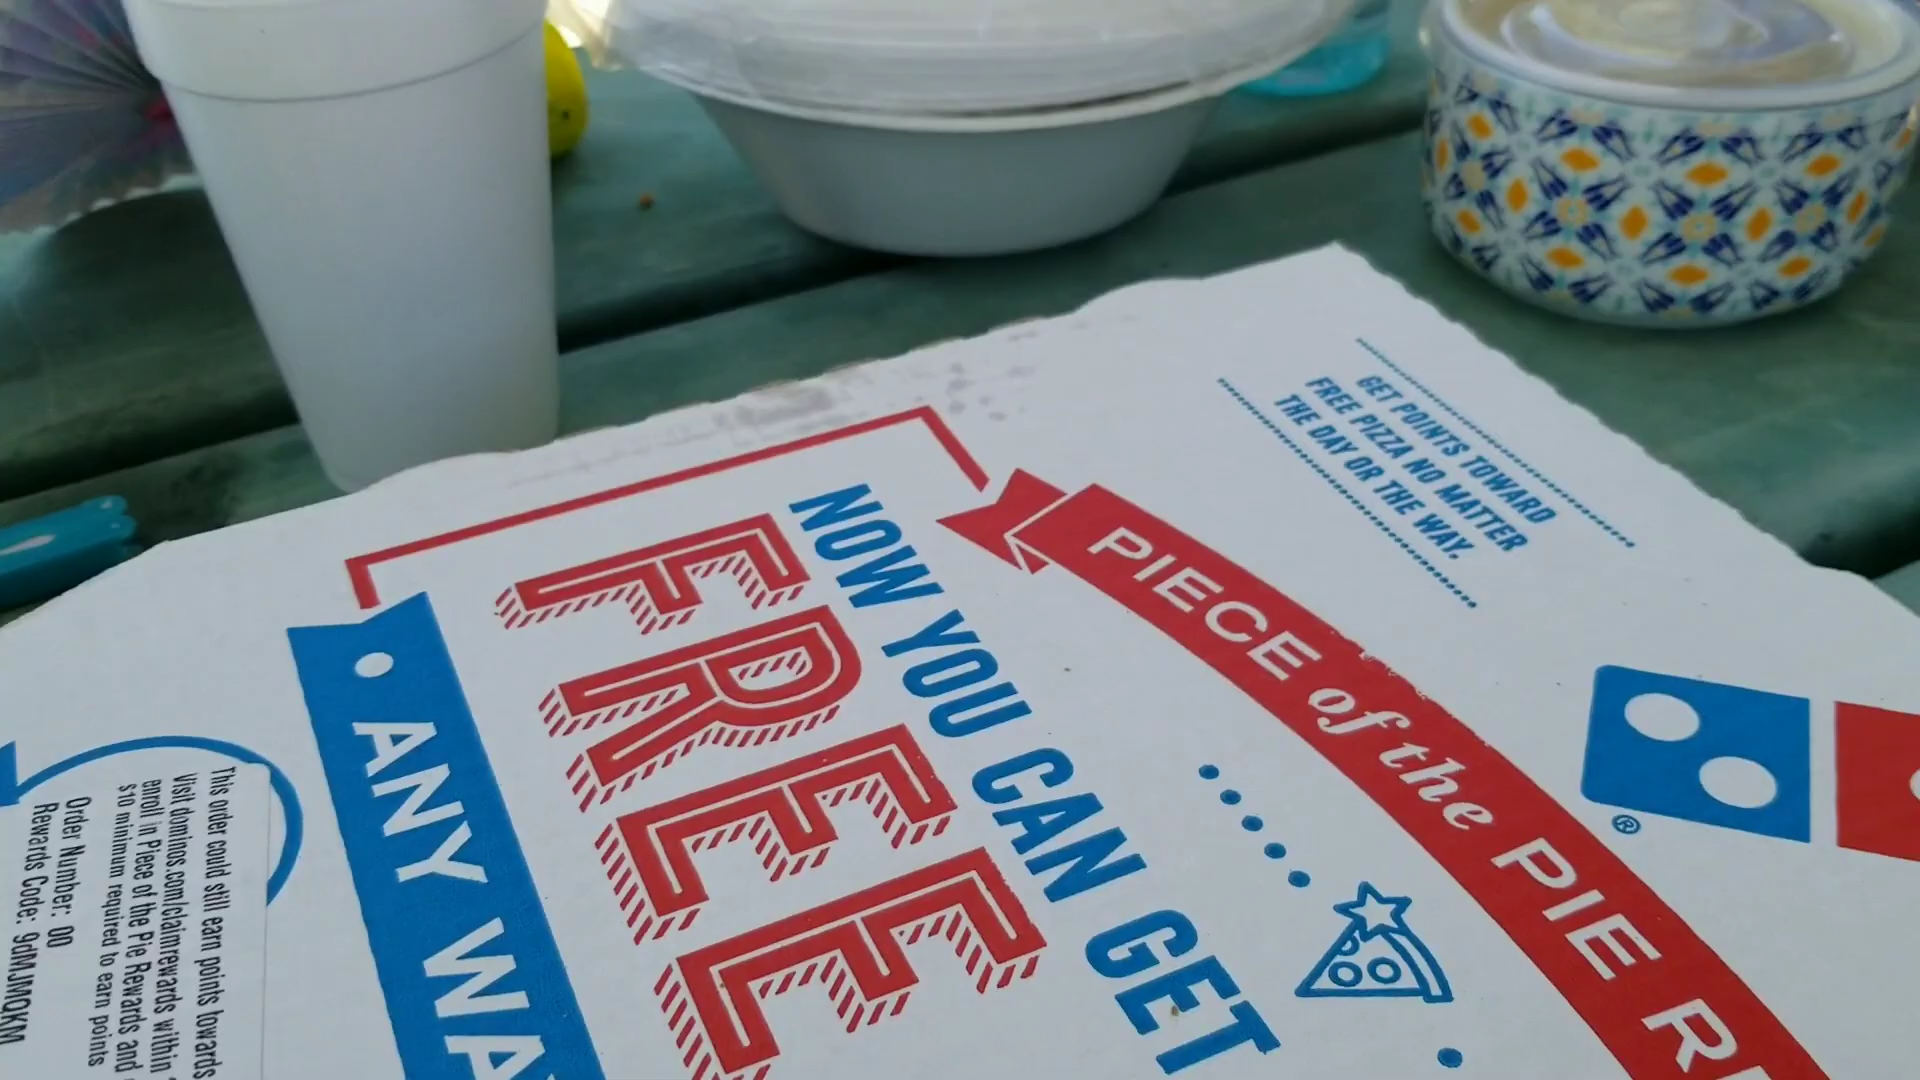 GET POINTS TOWARD
FREE PIZZA NO MATTER
THE DAY OR THE WAY.
PIECE of the PIE
NOW YOU CAN GET
FREE
ANY
®
This order could still earn points towards
Visit dominos.com/claimrewards within
enroll in Piece of the Pie Rewards and
$10 minimum required to earn points
Order Number: 00
Rewards Code: 9dMJMQKM